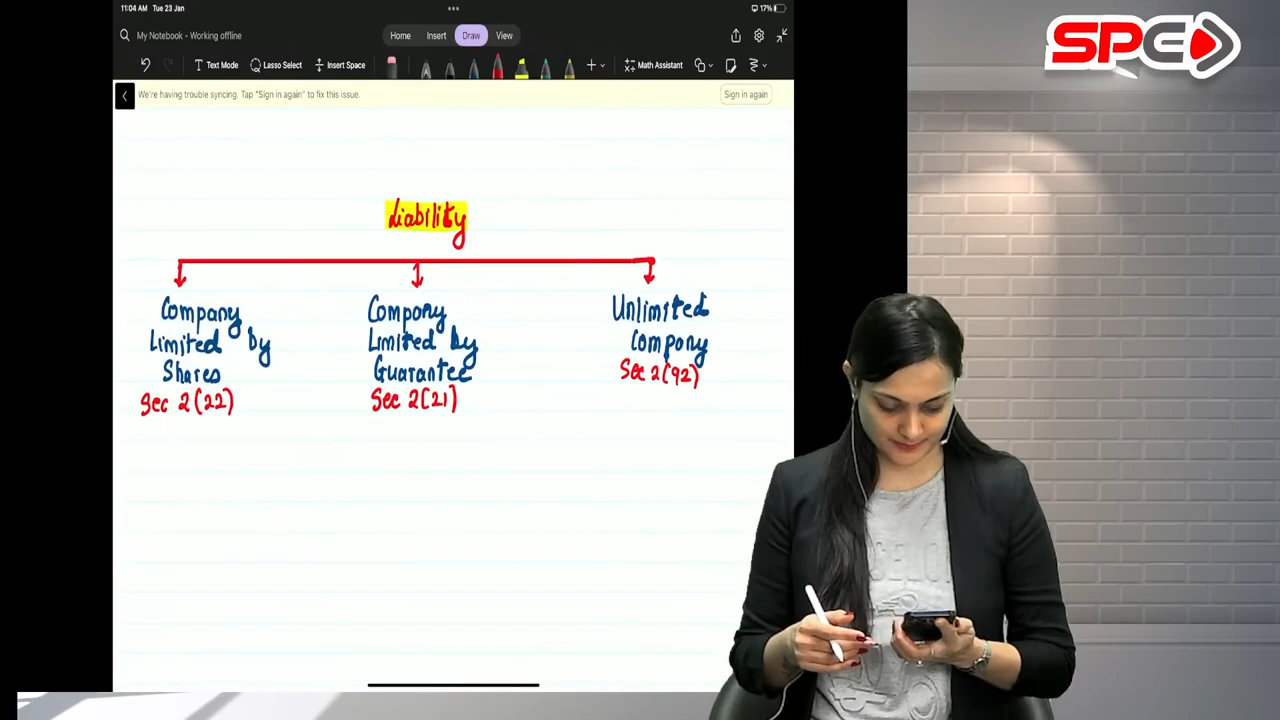 11:04 AM Tue 23 Jan
17%
My Notebook - Working offline
Home Insert Draw View
Text Mode Lasso Select Insert Space Math Assistant
We're having trouble syncing. Tap "Sign in again" to fix this issue.
Sign in again
SPC
Liability
Company
Limited by
Shares
Sec 2(22)
Company
Limited by
Guarantee
Sec 2(21)
Unlimited
Company
Sec 2(92)